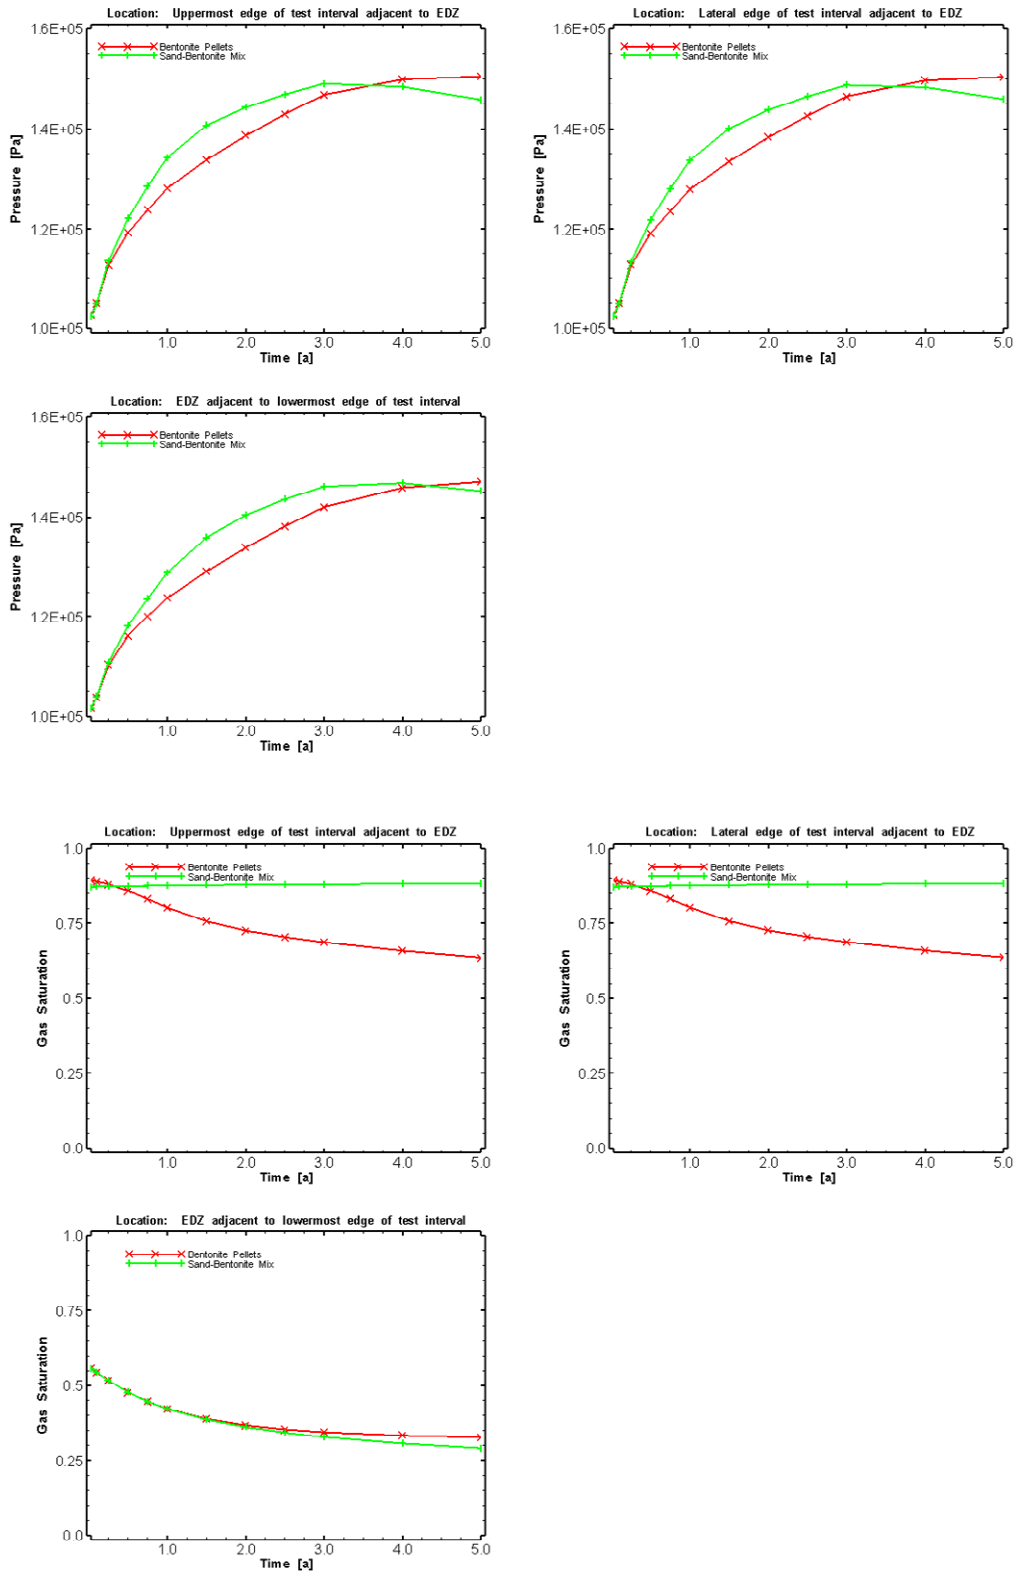 Location: Uppermost edge of test interval adjacent to EDZ
1.6E+05
Bentonite Pellets
Sand-Bentonite Mix
1.4E+05
Pressure [Pa]
1.2E+05
1.0E+05
1.0 2.0 3.0 4.0 5.0
Time [a]
Location: Lateral edge of test interval adjacent to EDZ
1.6E+05
Bentonite Pellets
Sand-Bentonite Mix
1.4E+05
Pressure [Pa]
1.2E+05
1.0E+05
1.0 2.0 3.0 4.0 5.0
Time [a]
Location: EDZ adjacent to lowermost edge of test interval
1.6E+05
Bentonite Pellets
Sand-Bentonite Mix
1.4E+05
Pressure [Pa]
1.2E+05
1.0E+05
1.0 2.0 3.0 4.0 5.0
Time [a]
Location: Uppermost edge of test interval adjacent to EDZ
1.0
Bentonite Pellets
Sand-Bentonite Mix
0.75
Gas Saturation
0.5
0.25
0.0
1.0 2.0 3.0 4.0 5.0
Time [a]
Location: Lateral edge of test interval adjacent to EDZ
1.0
Bentonite Pellets
Sand-Bentonite Mix
0.75
Gas Saturation
0.5
0.25
0.0
1.0 2.0 3.0 4.0 5.0
Time [a]
Location: EDZ adjacent to lowermost edge of test interval
1.0
Bentonite Pellets
Sand-Bentonite Mix
0.75
Gas Saturation
0.5
0.25
0.0
1.0 2.0 3.0 4.0 5.0
Time [a]